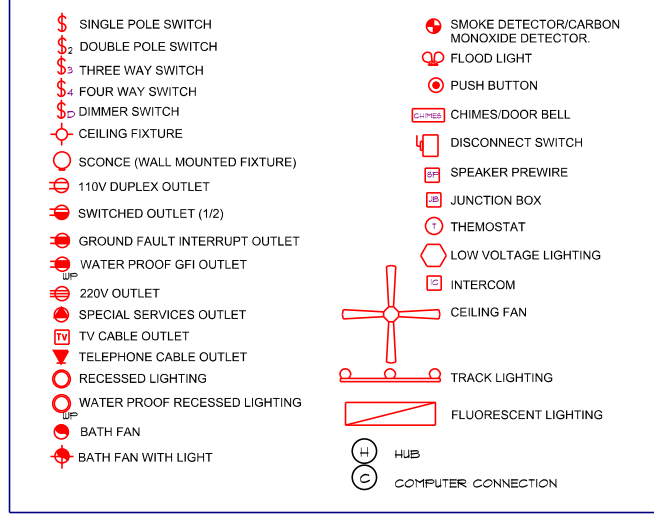 $ SINGLE POLE SWITCH
$2 DOUBLE POLE SWITCH
$3 THREE WAY SWITCH
$4 FOUR WAY SWITCH
$D DIMMER SWITCH
CEILING FIXTURE
SCONCE (WALL MOUNTED FIXTURE)
110V DUPLEX OUTLET
SWITCHED OUTLET (1/2)
GROUND FAULT INTERRUPT OUTLET
WATER PROOF GFI OUTLET
WP
220V OUTLET
SPECIAL SERVICES OUTLET
TV TV CABLE OUTLET
TELEPHONE CABLE OUTLET
RECESSED LIGHTING
WATER PROOF RECESSED LIGHTING
WP
BATH FAN
BATH FAN WITH LIGHT
SMOKE DETECTOR/CARBON
MONOXIDE DETECTOR.
FLOOD LIGHT
PUSH BUTTON
CHIMES CHIMES/DOOR BELL
DISCONNECT SWITCH
SP SPEAKER PREWIRE
JB JUNCTION BOX
T THEMOSTAT
LOW VOLTAGE LIGHTING
IC INTERCOM
CEILING FAN
TRACK LIGHTING
FLUORESCENT LIGHTING
H HUB
C COMPUTER CONNECTION